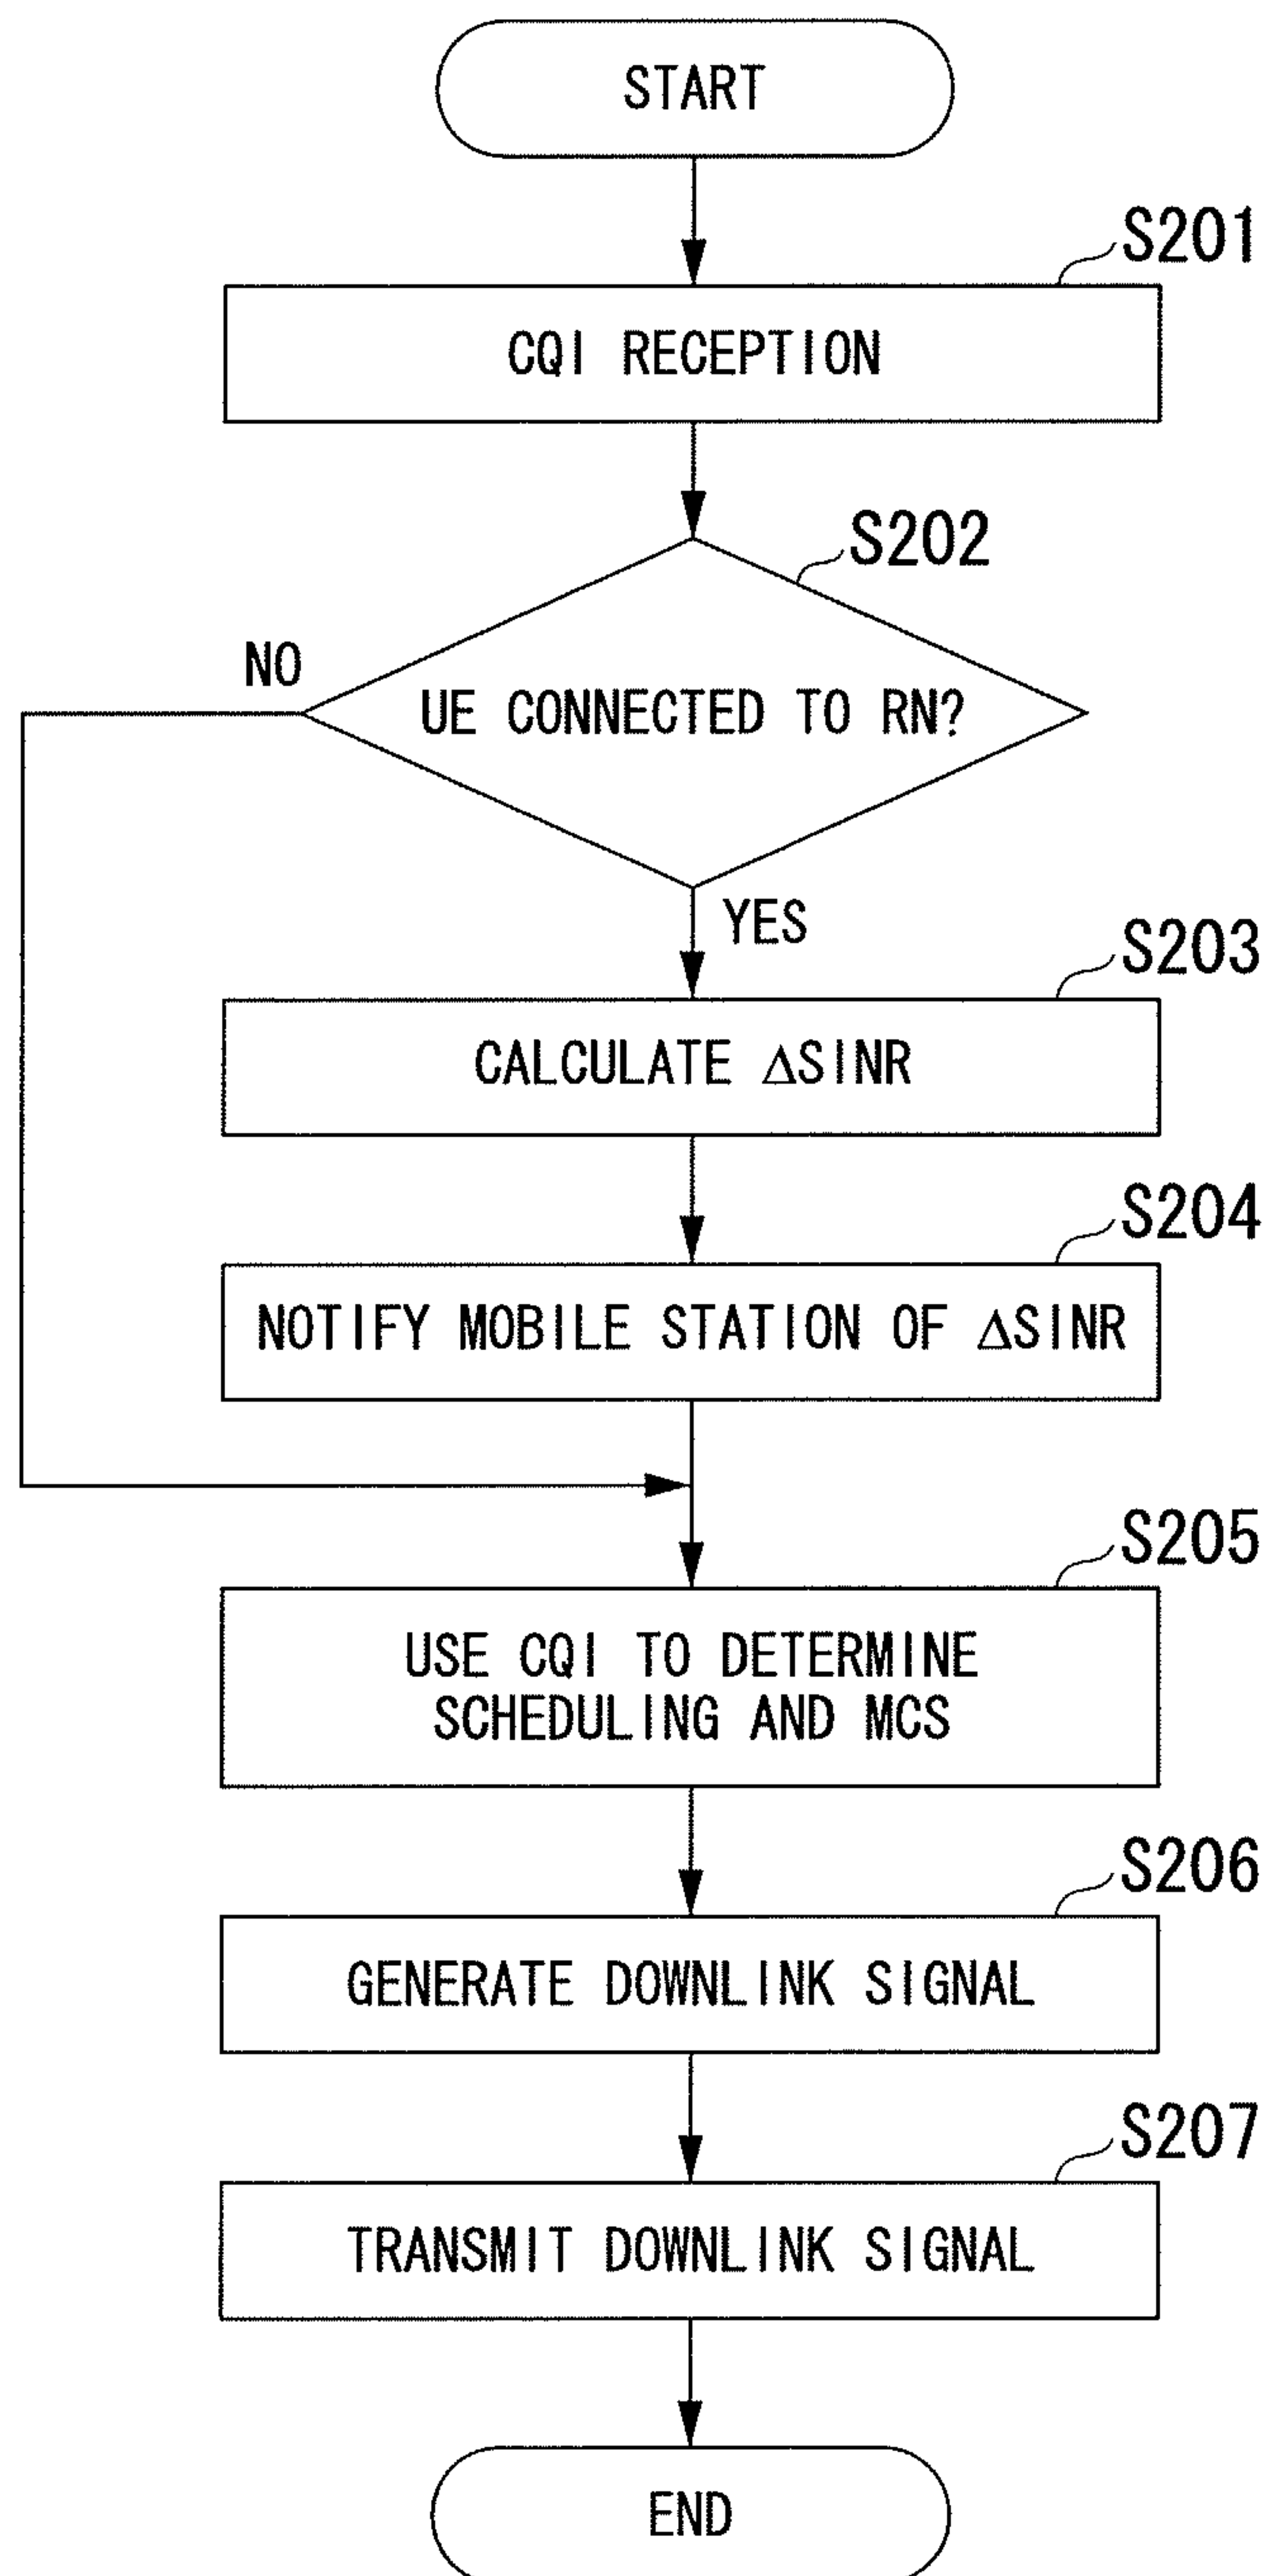 START
S201
CQI RECEPTION
S202
NO
UE CONNECTED TO RN?
YES
S203
CALCULATE ΔSINR
S204
NOTIFY MOBILE STATION OF ΔSINR
S205
USE CQI TO DETERMINE
SCHEDULING AND MCS
S206
GENERATE DOWNLINK SIGNAL
S207
TRANSMIT DOWNLINK SIGNAL
END